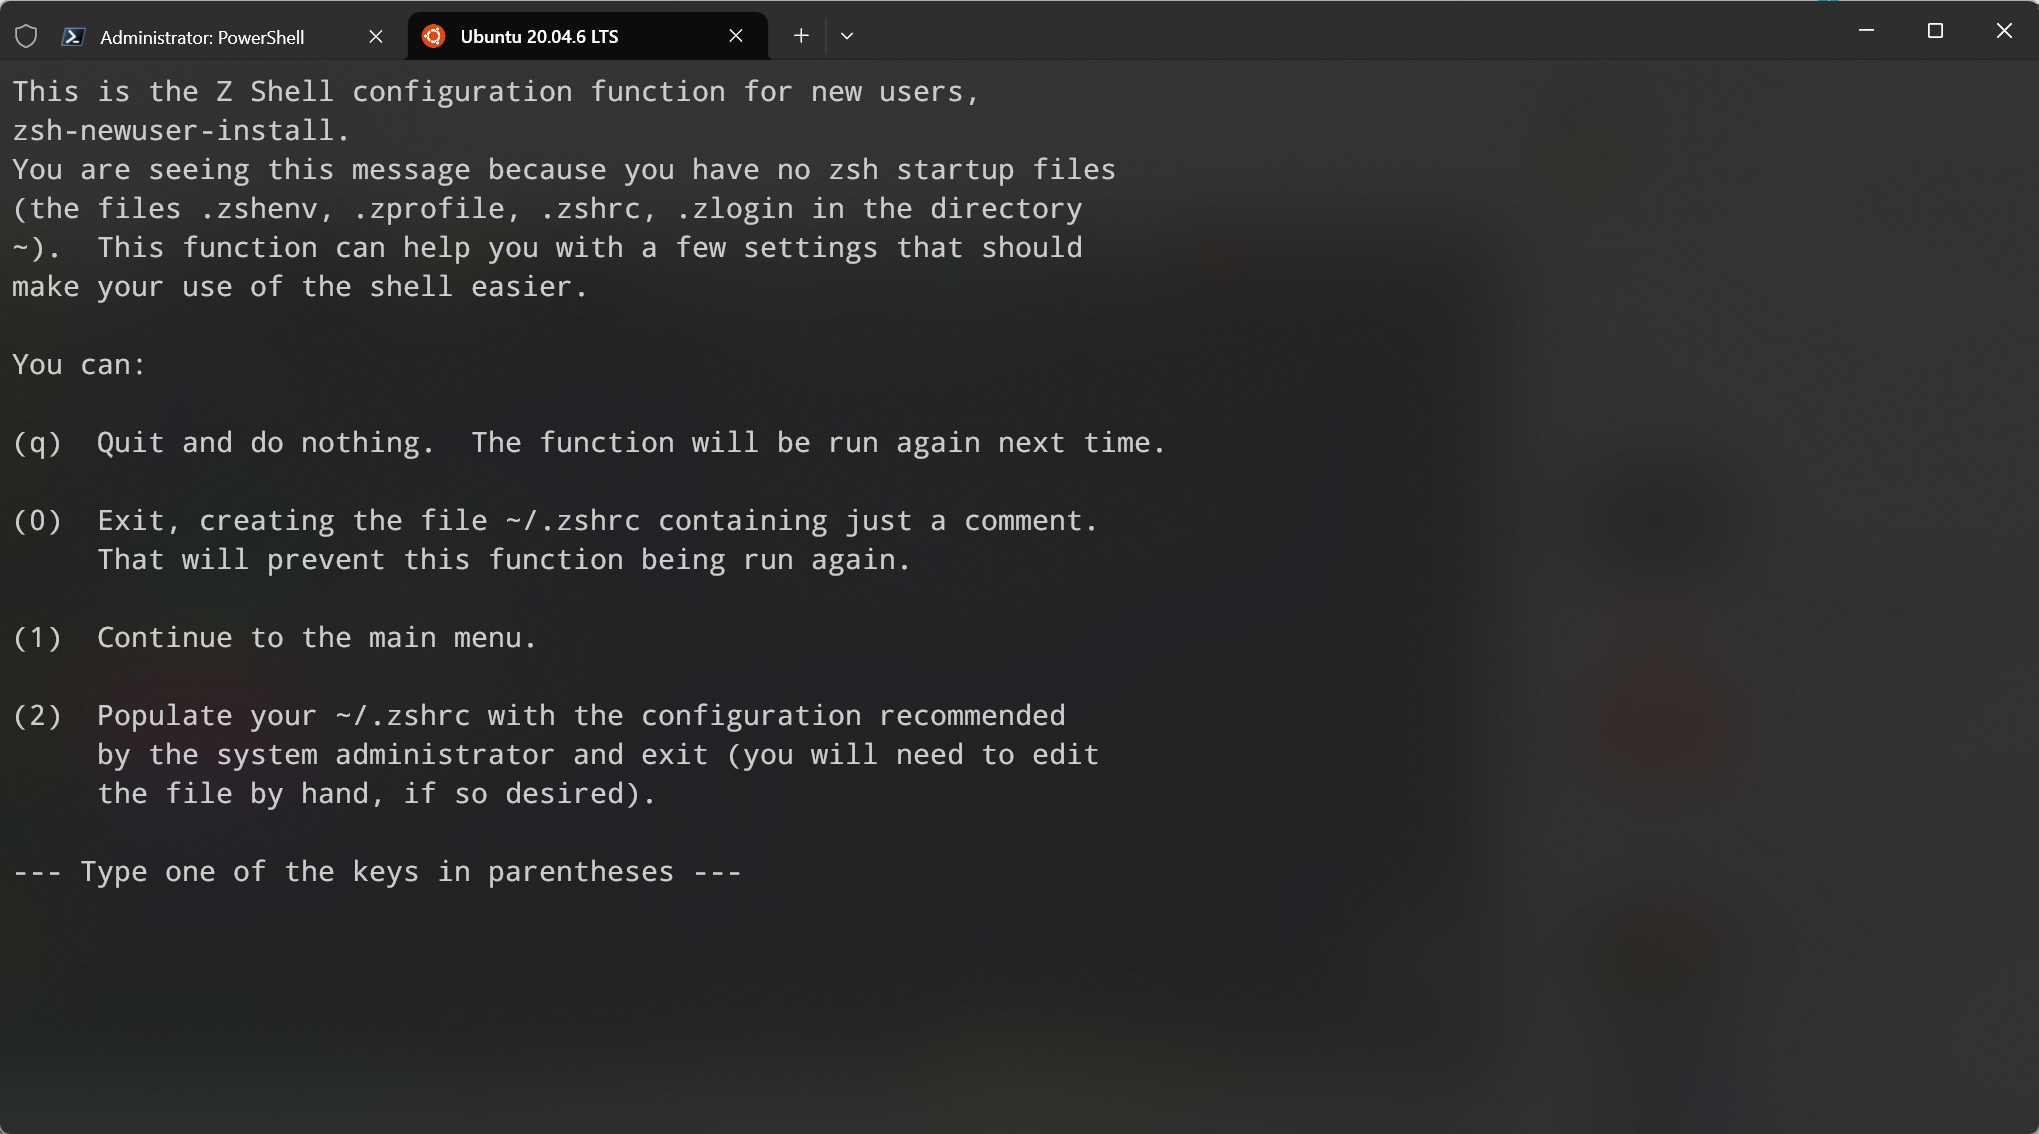 Administrator: PowerShell
Ubuntu 20.04.6 LTS
This is the Z Shell configuration function for new users,
zsh-newuser-install.
You are seeing this message because you have no zsh startup files
(the files .zshenv, .zprofile, .zshrc, .zlogin in the directory
~).  This function can help you with a few settings that should
make your use of the shell easier.
You can:
(q)  Quit and do nothing.  The function will be run again next time.
(0)  Exit, creating the file ~/.zshrc containing just a comment.
     That will prevent this function being run again.
(1)  Continue to the main menu.
(2)  Populate your ~/.zshrc with the configuration recommended
     by the system administrator and exit (you will need to edit
     the file by hand, if so desired).
--- Type one of the keys in parentheses ---